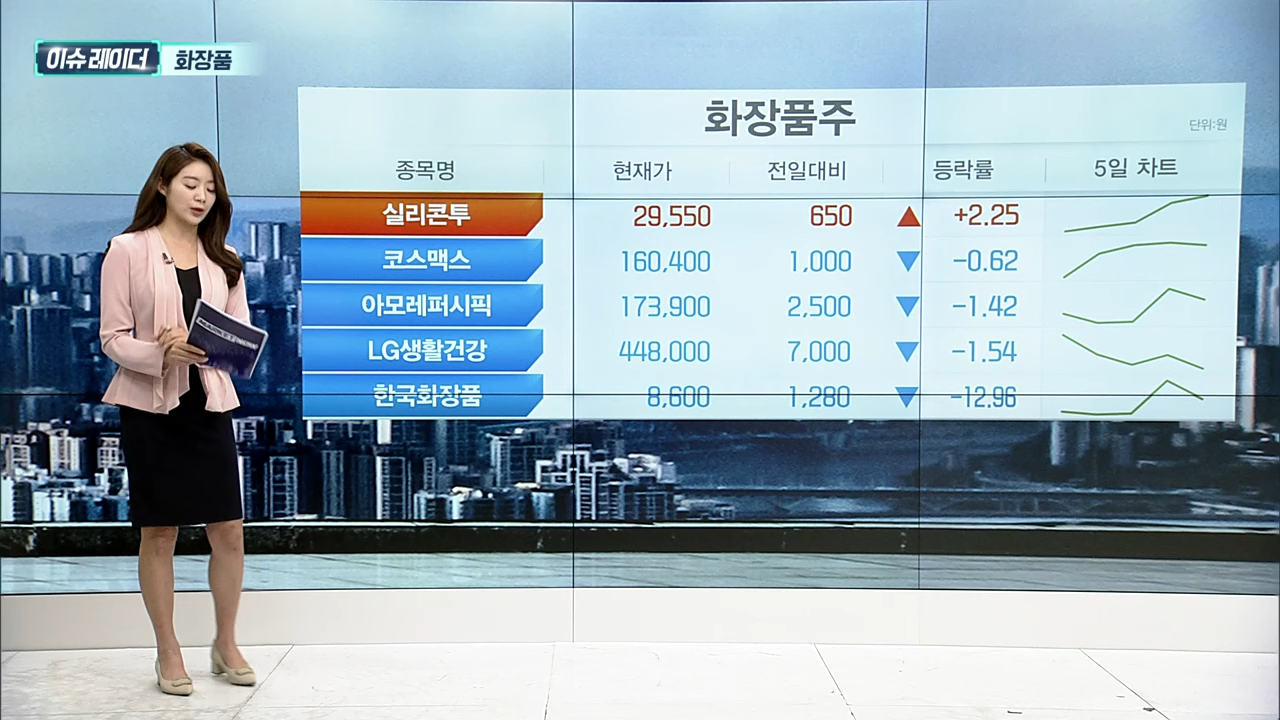 이슈레이더 화장품
화장품주
단위:원
종목명 현재가 전일대비 등락률 5일 차트
실리콘투 29,550 650 ▲ +2.25
코스맥스 160,400 1,000 ▼ -0.62
아모레퍼시픽 173,900 2,500 ▼ -1.42
LG생활건강 448,000 7,000 ▼ -1.54
한국화장품 8,600 1,280 ▼ -12.96